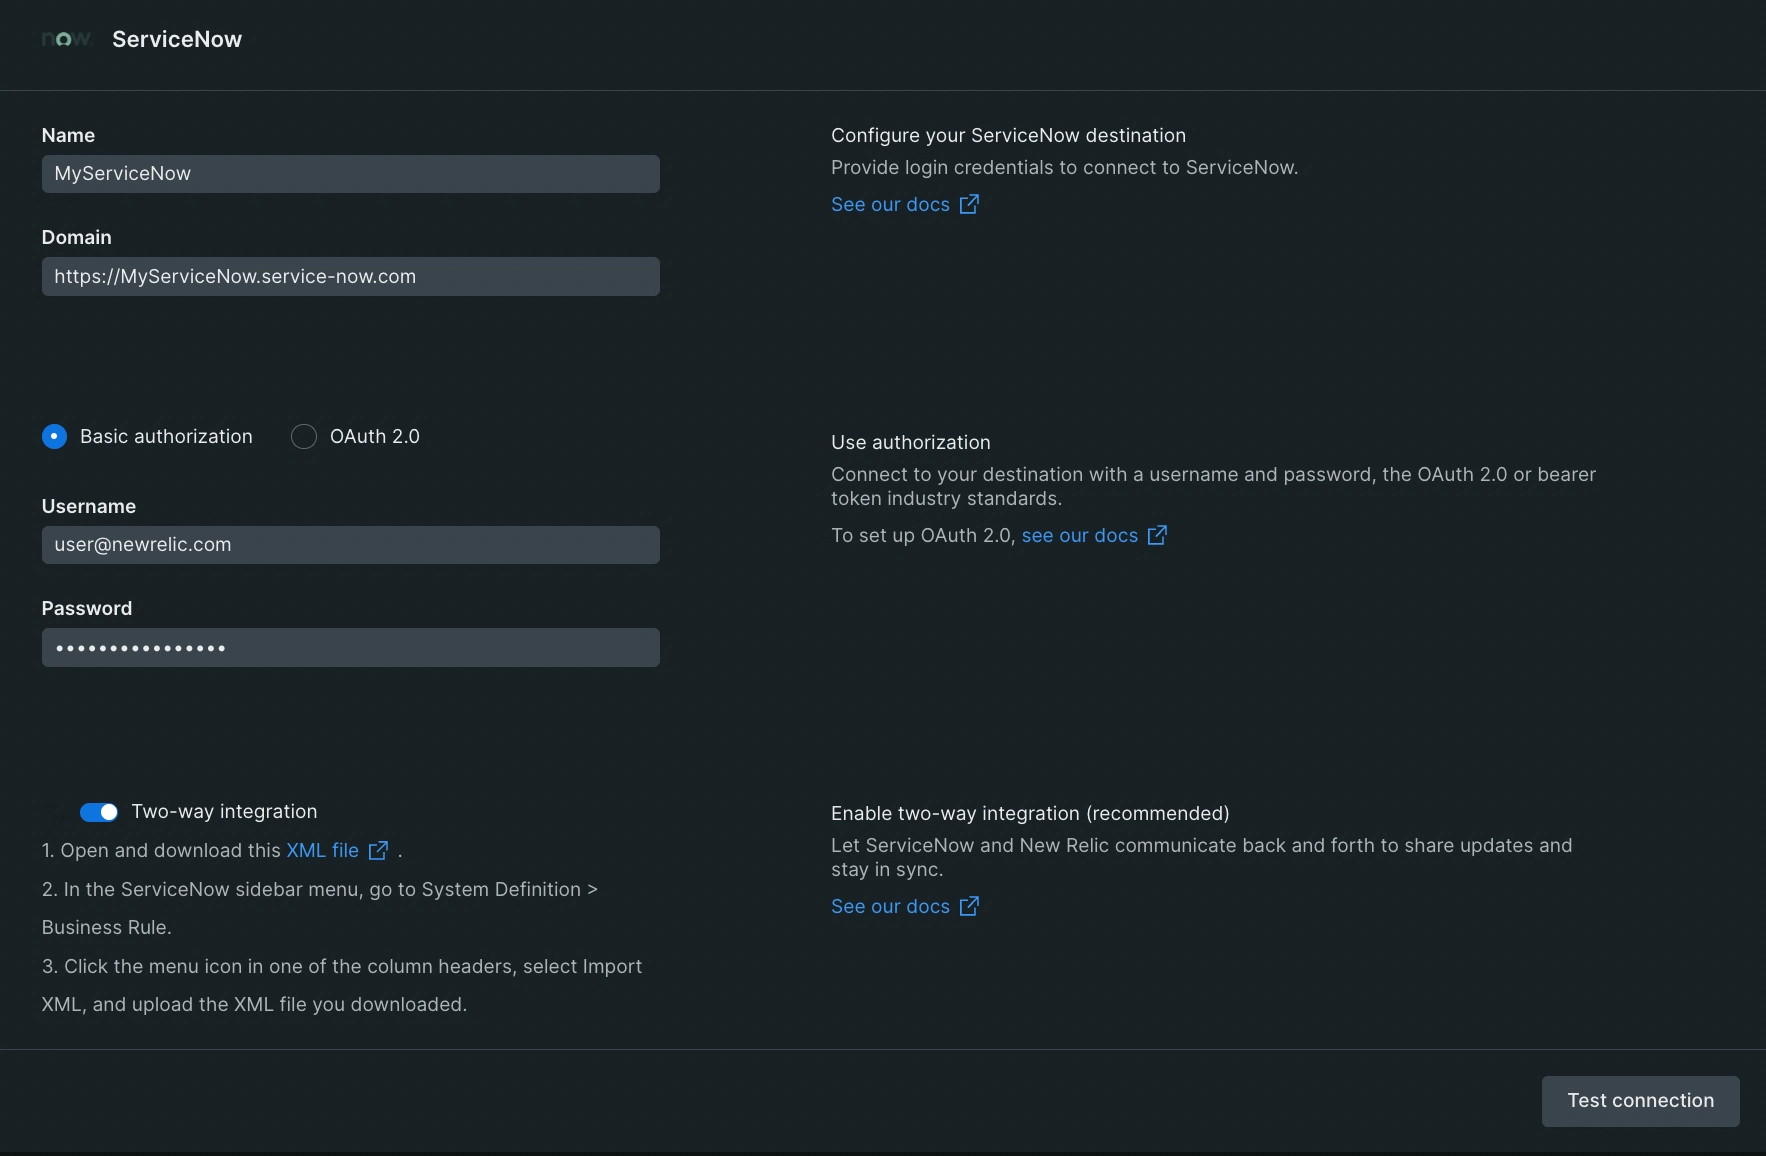 now.
ServiceNow
Name
MyServiceNow
Domain
https://MyServiceNow.service-now.com
Configure your ServiceNow destination
Provide login credentials to connect to ServiceNow.
See our docs
Basic authorization
OAuth 2.0
Username
user@newrelic.com
Password
••••••••••••••••
Use authorization
Connect to your destination with a username and password, the OAuth 2.0 or bearer
token industry standards.
To set up OAuth 2.0, see our docs
Two-way integration
1. Open and download this XML file .
2. In the ServiceNow sidebar menu, go to System Definition >
Business Rule.
3. Click the menu icon in one of the column headers, select Import
XML, and upload the XML file you downloaded.
Enable two-way integration (recommended)
Let ServiceNow and New Relic communicate back and forth to share updates and
stay in sync.
See our docs
Test connection